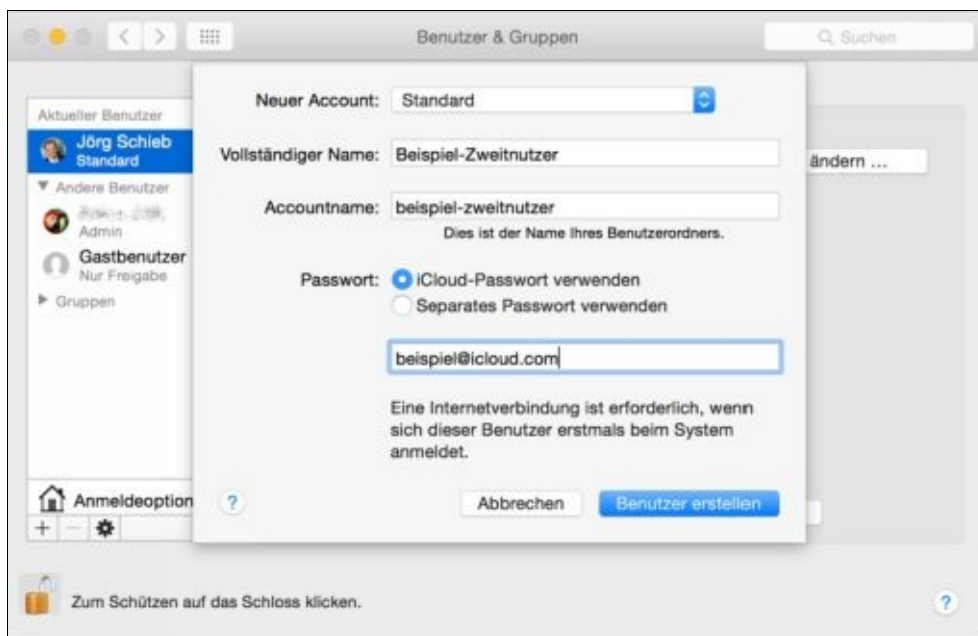 Benutzer & Gruppen
Suchen
Aktueller Benutzer
Jörg Schieb
Standard
Andere Benutzer
Admin
Gastbenutzer
Nur Freigabe
Gruppen
Anmeldeoption
Neuer Account: Standard
Vollständiger Name: Beispiel-Zweitnutzer
Accountname: beispiel-zweitnutzer
Dies ist der Name Ihres Benutzerordners.
Passwort: iCloud-Passwort verwenden
Separates Passwort verwenden
beispiel@icloud.com
Eine Internetverbindung ist erforderlich, wenn
sich dieser Benutzer erstmals beim System
anmeldet.
? Abbrechen Benutzer erstellen
ändern ...
Zum Schützen auf das Schloss klicken.
?